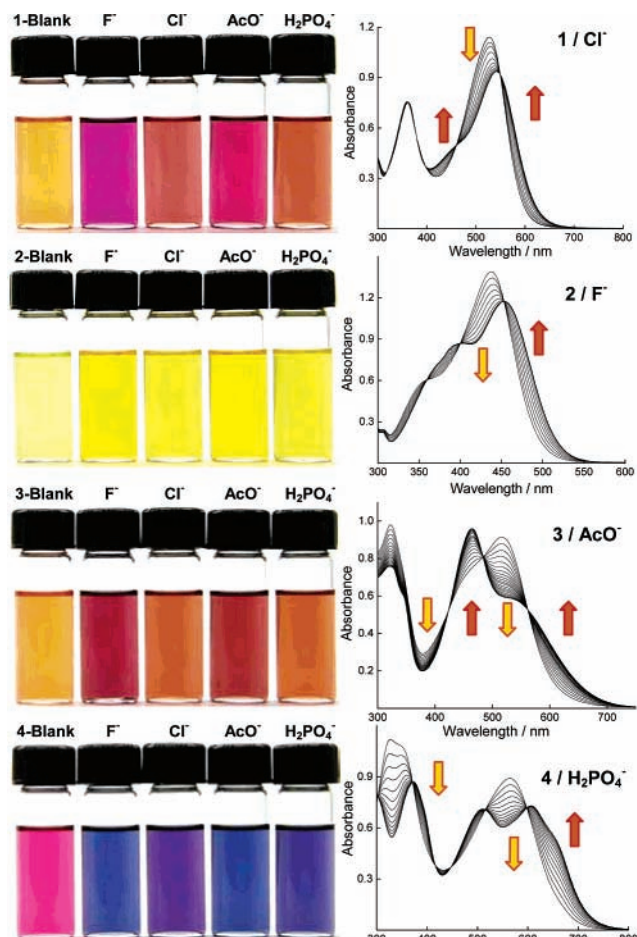 1-Blank F⁻ Cl⁻ AcO⁻ H₂PO₄⁻
1 / Cl⁻
Absorbance
1.2
0.9
0.6
0.3
300 400 500 600 700 800
Wavelength / nm
2-Blank F⁻ Cl⁻ AcO⁻ H₂PO₄⁻
2 / F⁻
Absorbance
1.2
0.9
0.6
0.3
300 350 400 450 500 550 600
Wavelength / nm
3-Blank F⁻ Cl⁻ AcO⁻ H₂PO₄⁻
3 / AcO⁻
Absorbance
1.0
0.8
0.6
0.4
0.2
300 400 500 600 700
Wavelength / nm
4-Blank F⁻ Cl⁻ AcO⁻ H₂PO₄⁻
4 / H₂PO₄⁻
Absorbance
0.9
0.6
0.3